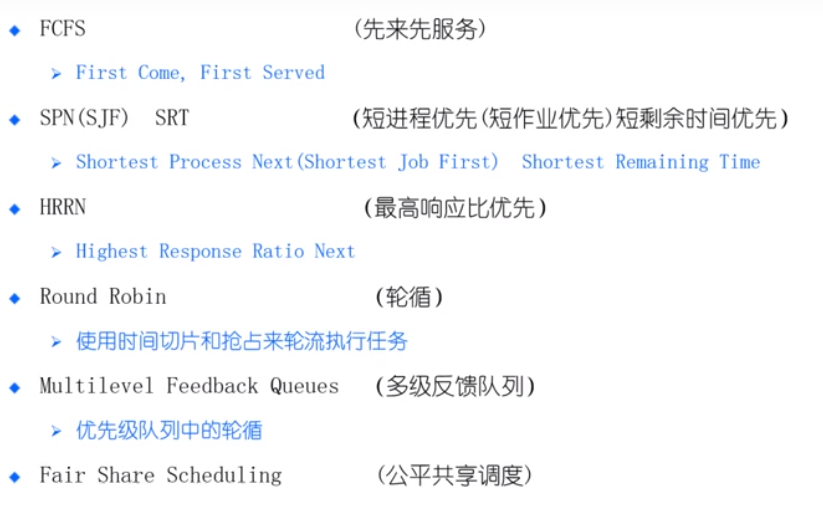 FCFS (先来先服务)
First Come, First Served
SPN(SJF) SRT (短进程优先(短作业优先)短剩余时间优先)
Shortest Process Next(Shortest Job First) Shortest Remaining Time
HRRN (最高响应比优先)
Highest Response Ratio Next
Round Robin (轮循)
使用时间切片和抢占来轮流执行任务
Multilevel Feedback Queues (多级反馈队列)
优先级队列中的轮循
Fair Share Scheduling (公平共享调度)